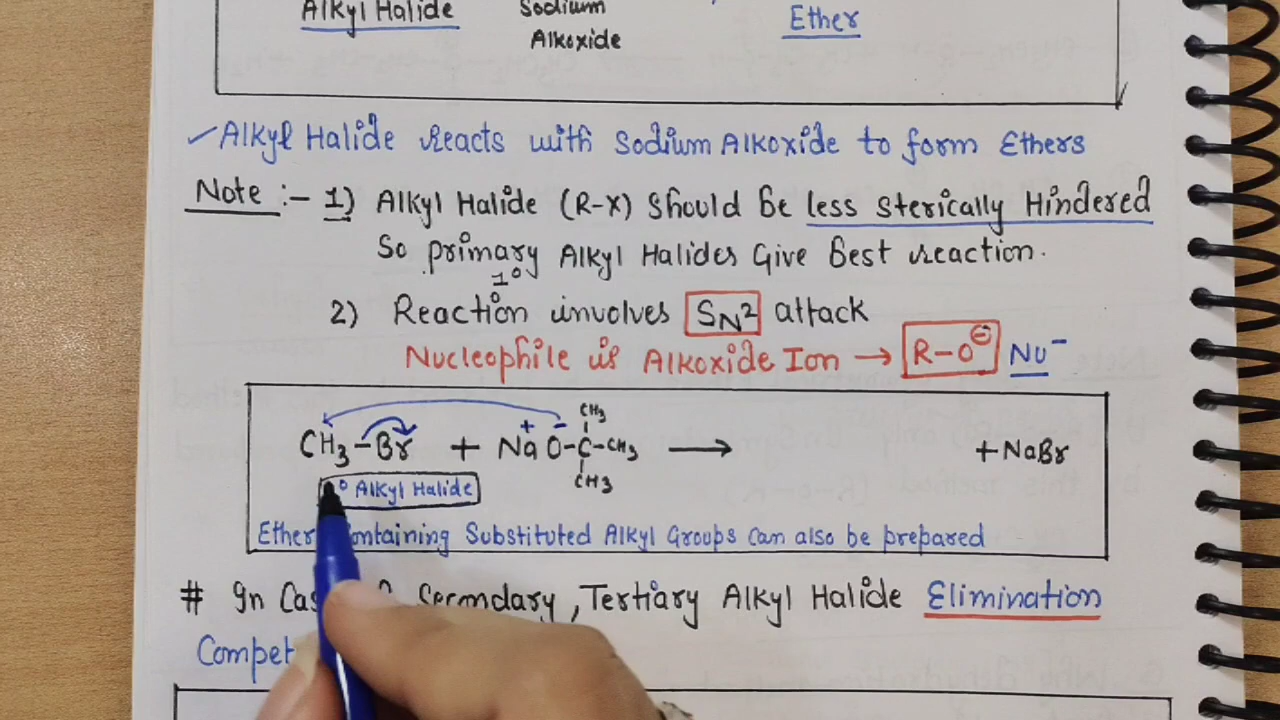 Alkyl Halide Sodium Ether
Alkoxide
✓Alkyl Halide reacts with Sodium Alkoxide to form Ethers
Note :- 1) Alkyl Halide (R-X) Should be less sterically Hindered
So primary Alkyl Halides Give Best reaction.
1°
2) Reaction involves SN2 attack
Nucleophile is Alkoxide Ion → R-O⊖ Nu⁻
CH3
CH3-Br + Na⁺O⁻-C-CH3 → + NaBr
CH3
° Alkyl Halide
Ether containing Substituted Alkyl Groups can also be prepared
# In Secondary, Tertiary Alkyl Halide Elimination